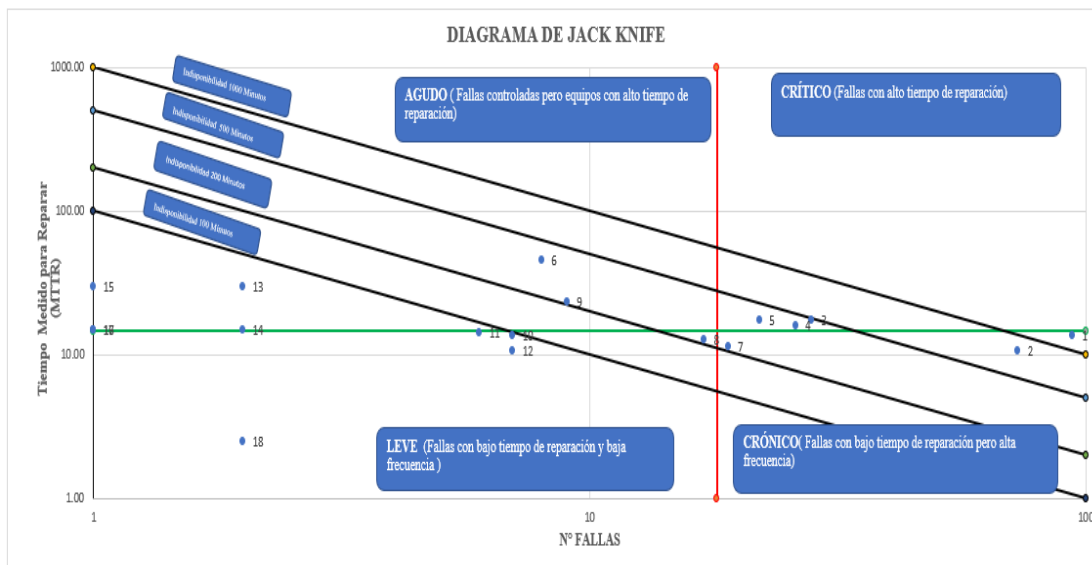 DIAGRAMA DE JACK KNIFE
1000.00
100.00
10.00
1.00
Tiempo Medido para Reparar
(MTTR)
Indisponibilidad 1000 Minutos
Indisponibilidad 500 Minutos
Indisponibilidad 200 Minutos
Indisponibilidad 100 Minutos
AGUDO ( Fallas controladas pero equipos con alto tiempo de
reparación)
CRÍTICO (Fallas con alto tiempo de reparación)
6
15
13
9
14
11
12
8
7
5
4
3
2
1
18
LEVE (Fallas con bajo tiempo de reparación y baja
frecuencia )
CRÓNICO( Fallas con bajo tiempo de reparación pero alta
frecuencia)
1
10
100
N° FALLAS